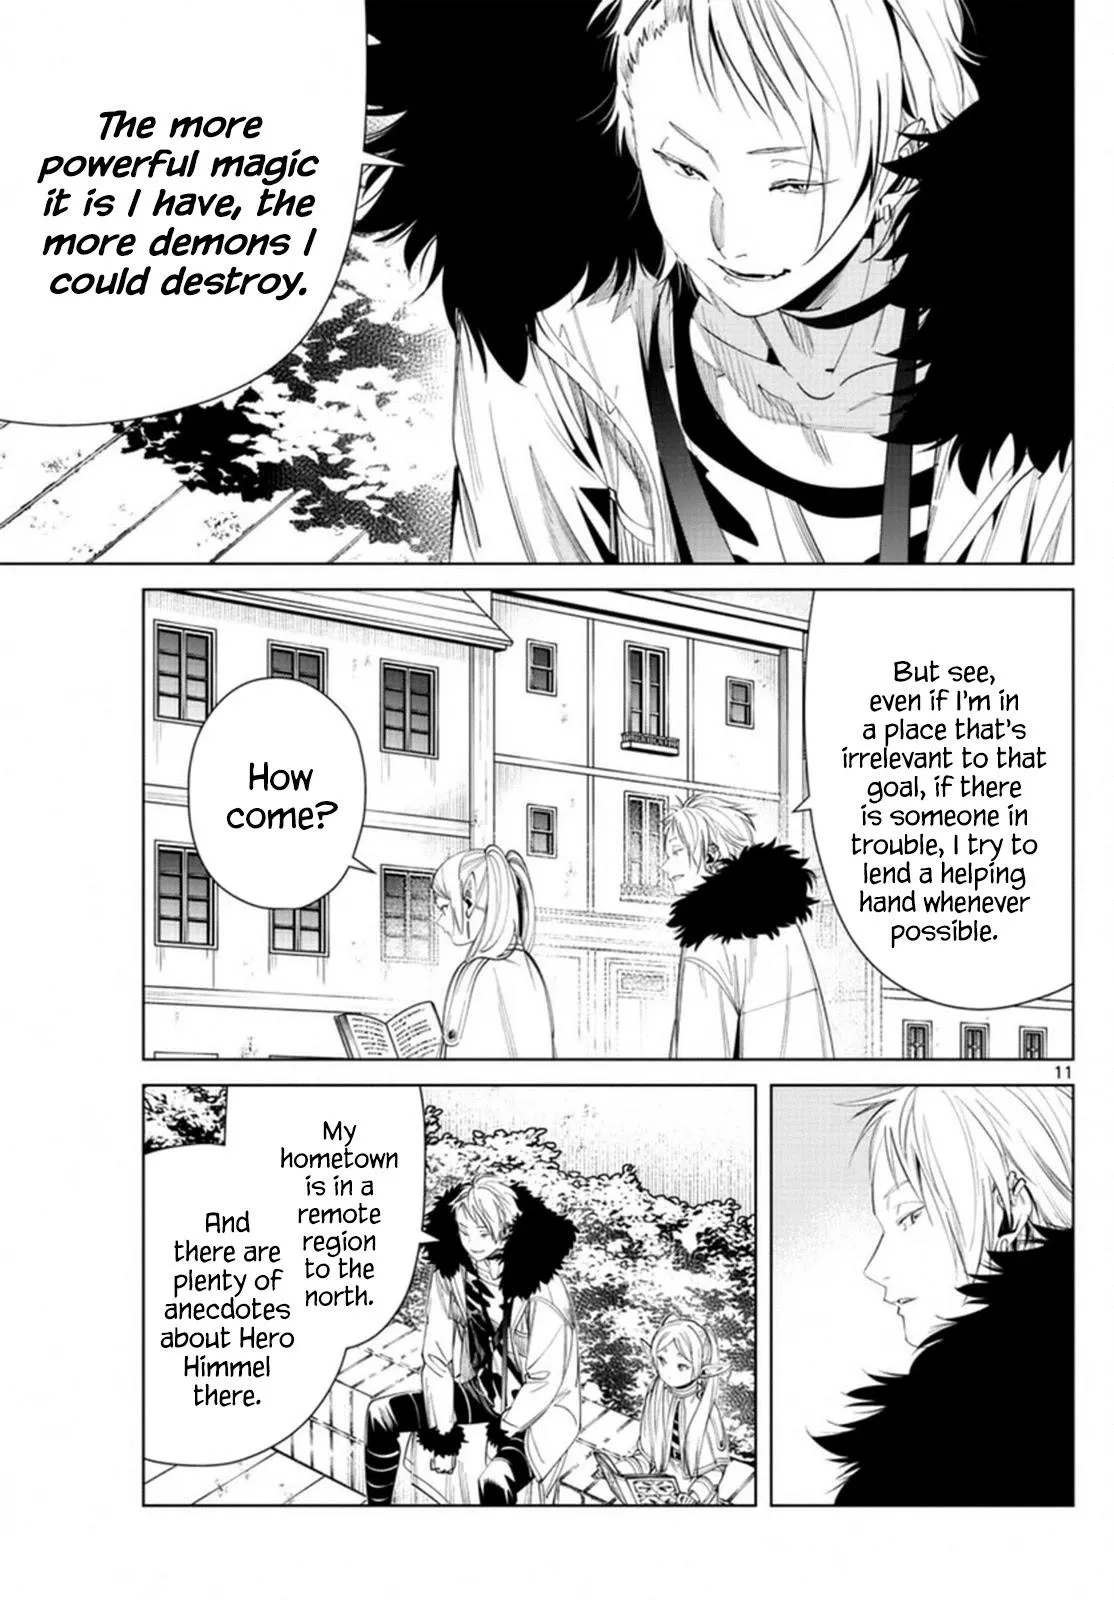 The more
powerful magic
it is I have, the
more demons I
could destroy.
But see,
even if I'm in
a place that's
irrelevant to that
goal, if there
is someone in
trouble, I try to
lend a helping
hand whenever
possible.
How
come?
11
My
hometown
is in a
remote
region
to the
north.
And
there are
plenty of
anecdotes
about Hero
Himmel
there.